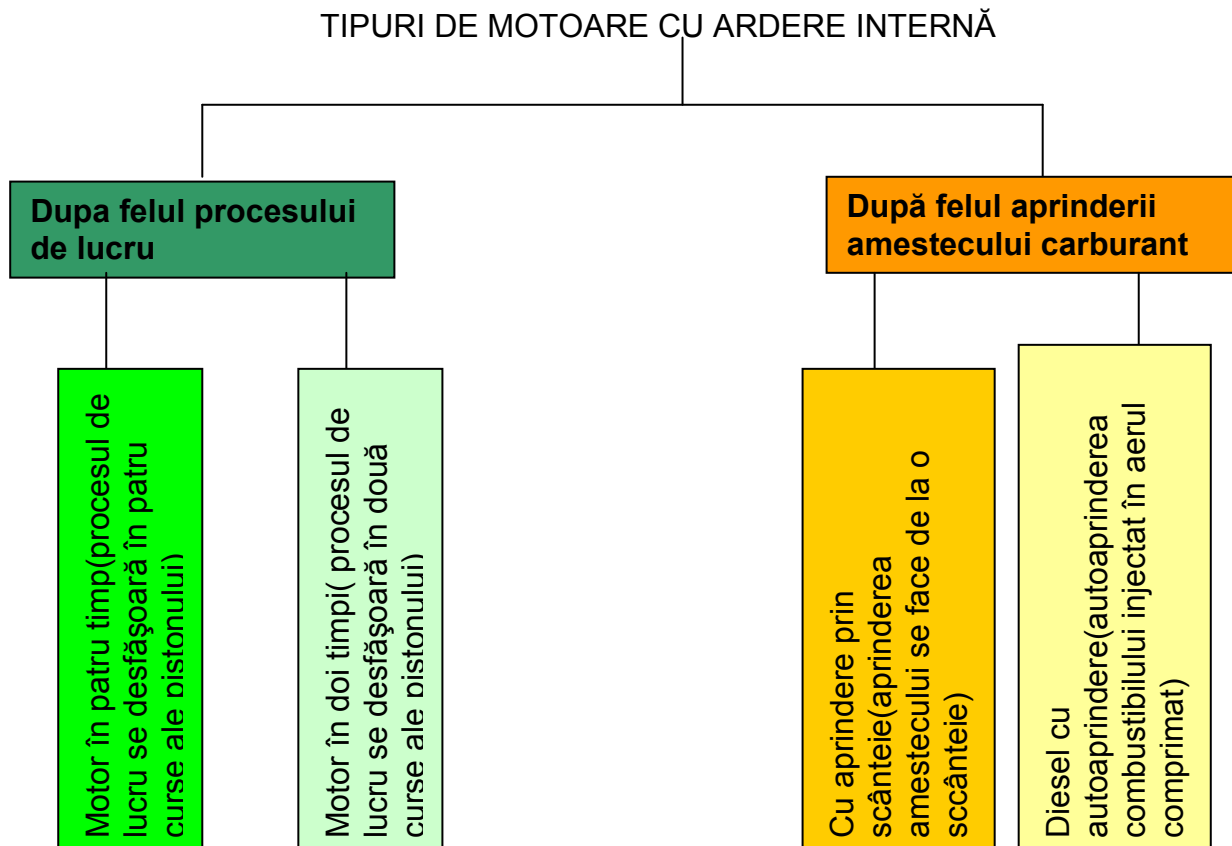 TIPURI DE MOTOARE CU ARDERE INTERNĂ
Dupa felul procesului
de lucru
După felul aprinderii
amestecului carburant
Motor în patru timp(procesul de
lucru se desfăşoară în patru
curse ale pistonului)
Motor în doi timpi( procesul de
lucru se desfăşoară în două
curse ale pistonului)
Cu aprindere prin
scânteie(aprinderea
amestecului se face de la o
sccânteie)
Diesel cu
autoaprindere(autoaprinderea
combustibilului injectat în aerul
comprimat)